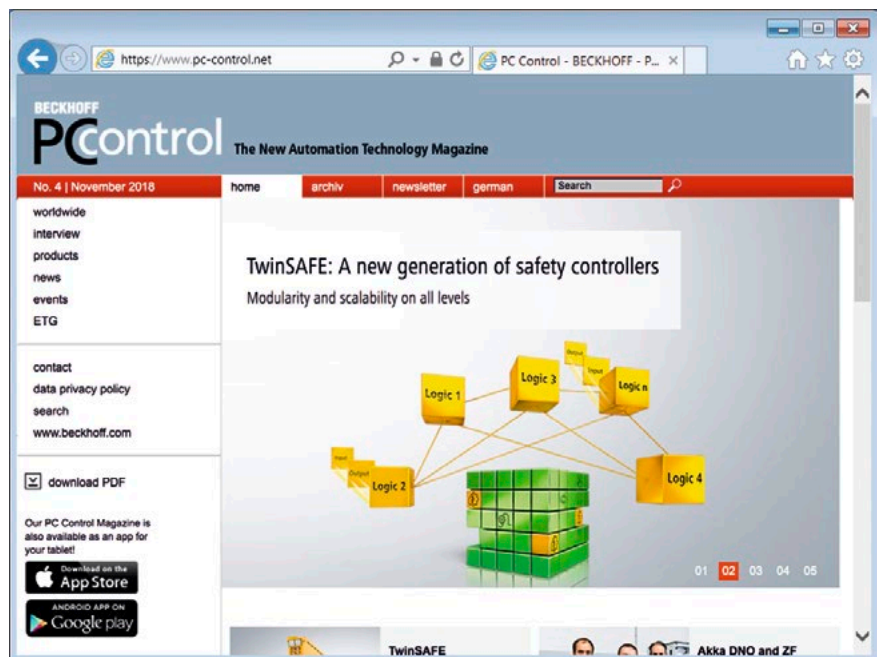 https://www.pc-control.net
PC Control - BECKHOFF - P...
BECKHOFF
PC Control
The New Automation Technology Magazine
No. 4 | November 2018
home
archiv
newsletter
german
Search
worldwide
interview
products
news
events
ETG
contact
data privacy policy
search
www.beckhoff.com
download PDF
Our PC Control Magazine is
also available as an app for
your tablet!
Download on the
App Store
ANDROID APP ON
Google play
TwinSAFE: A new generation of safety controllers
Modularity and scalability on all levels
Output
Input
Logic 1
Logic 3
Logic n
Input
Output
Logic 2
Logic 4
01 02 03 04 05
TwinSAFE
Akka DNO and ZF